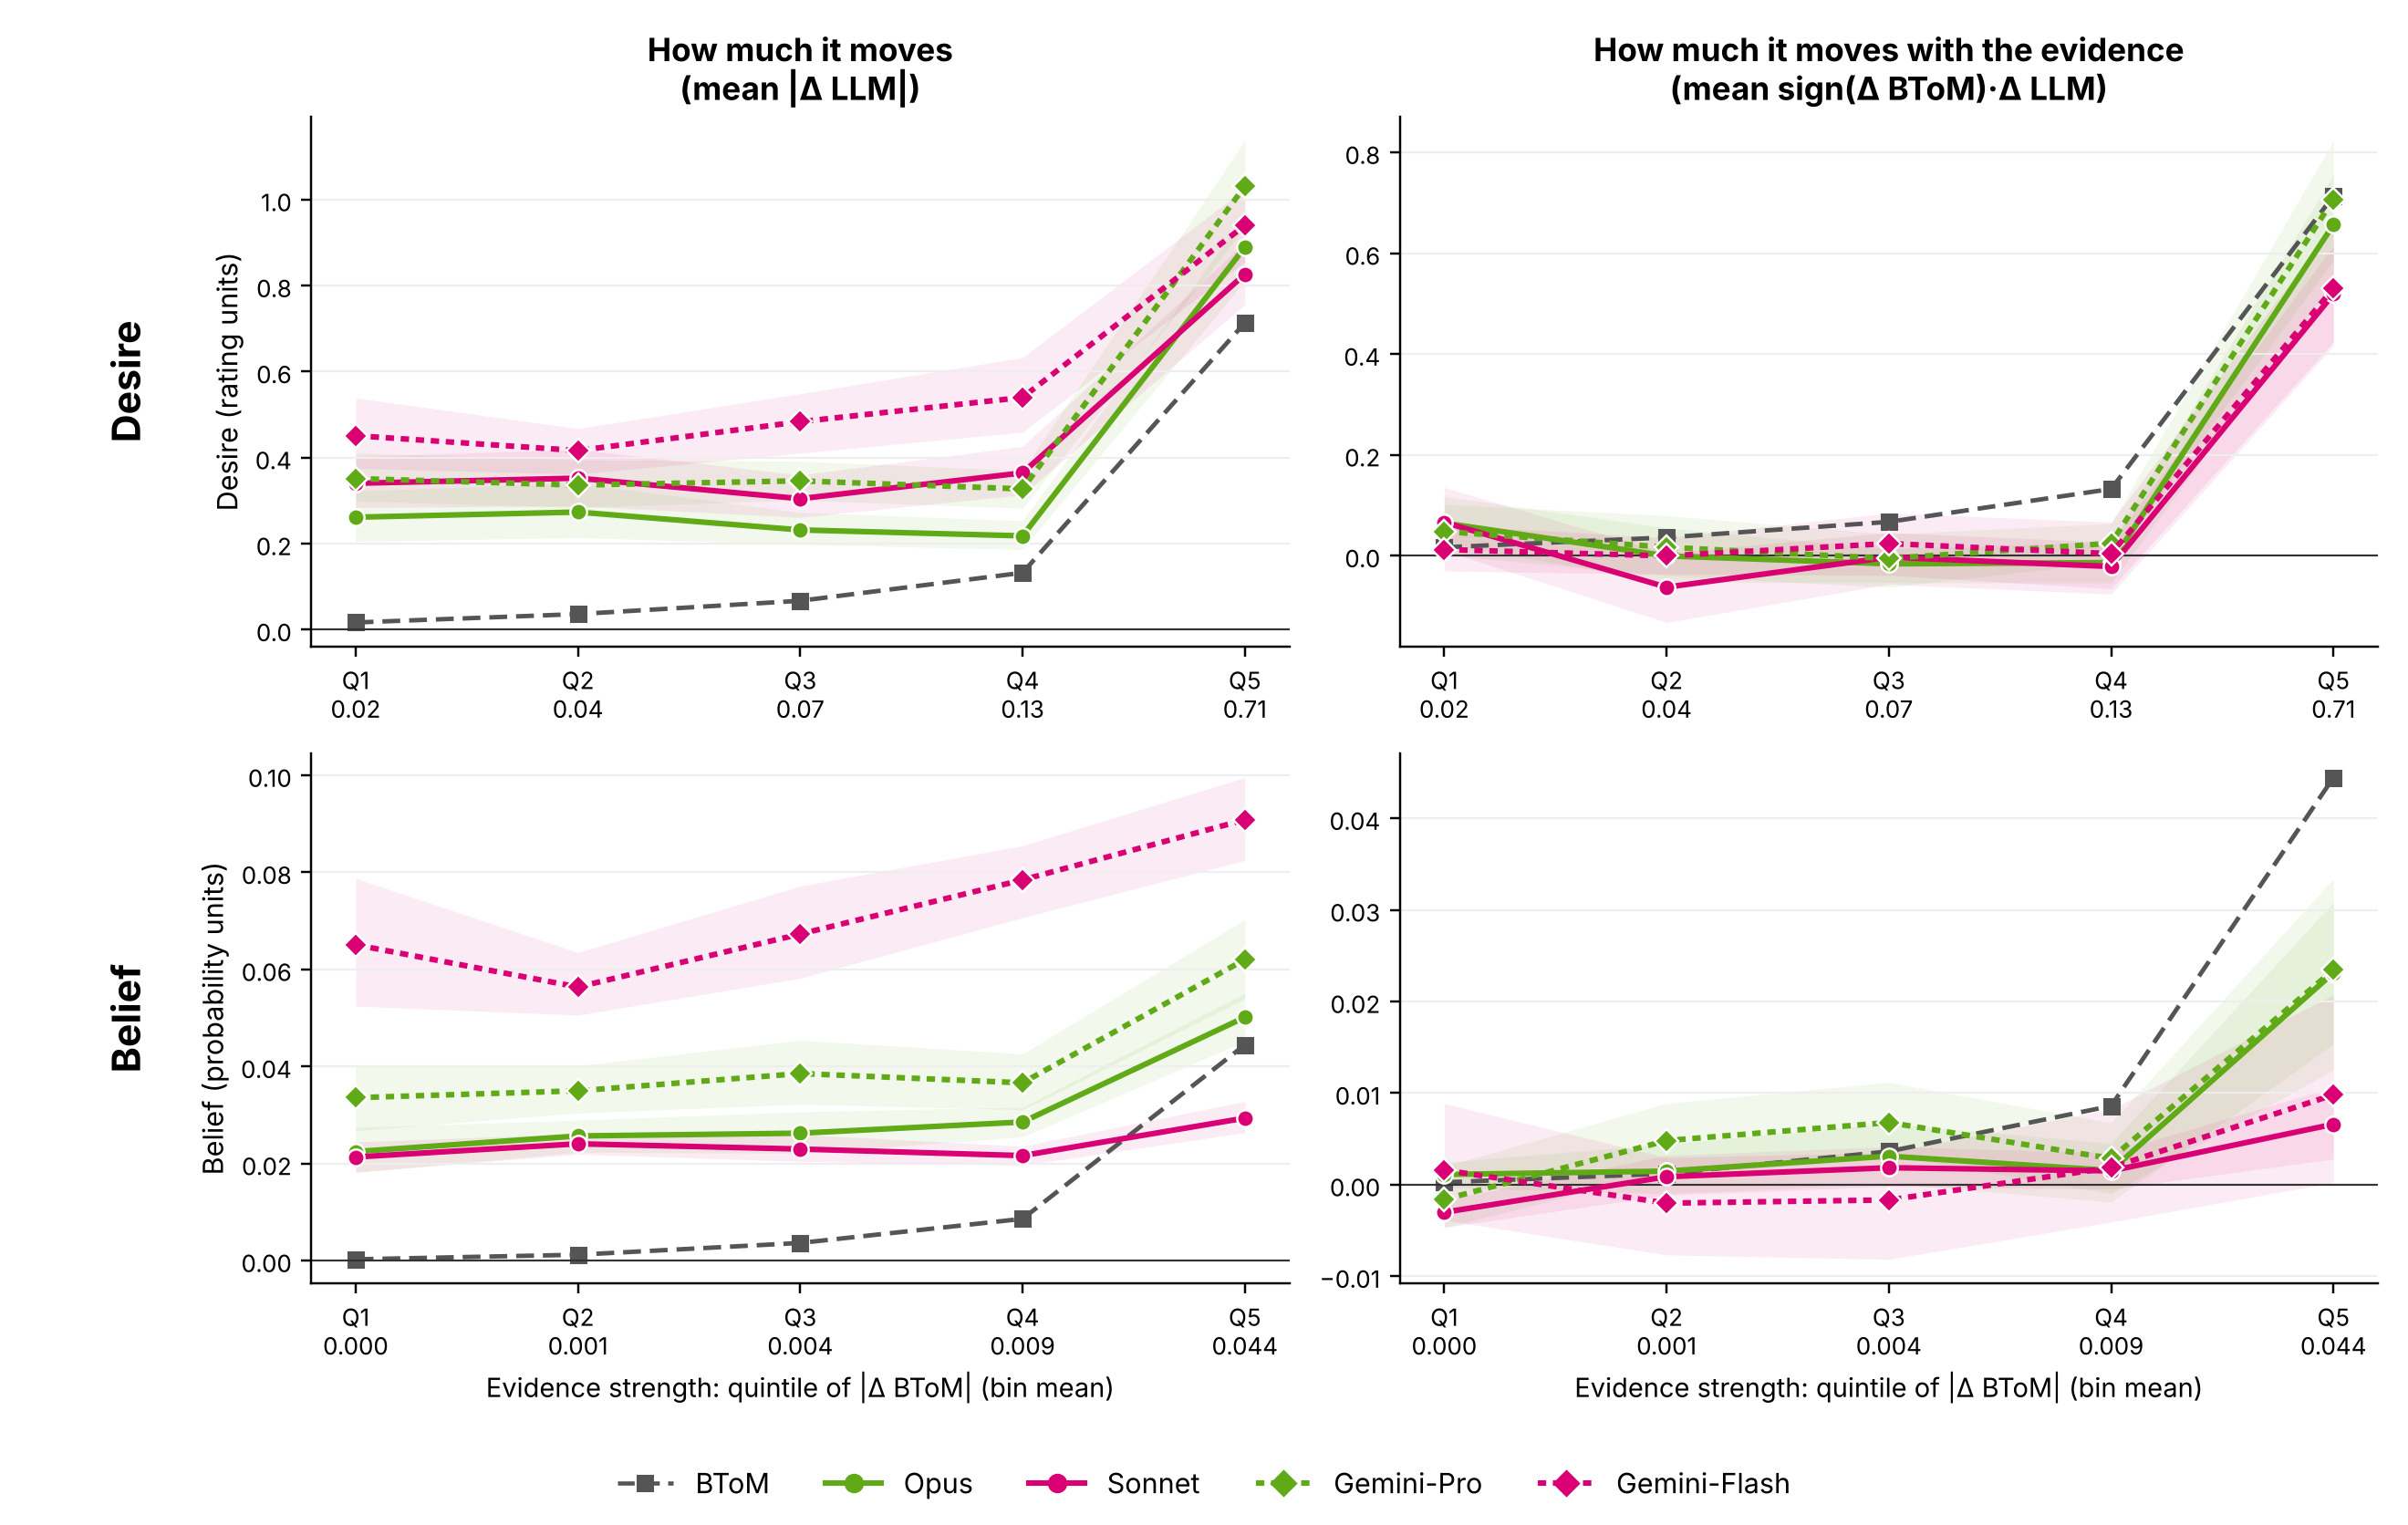 How much it moves
(mean |Δ LLM|)
How much it moves with the evidence
(mean sign(Δ BToM)·Δ LLM)
Desire
Desire (rating units)
1.0
0.8
0.6
0.4
0.2
0.0
Q1
0.02
Q2
0.04
Q3
0.07
Q4
0.13
Q5
0.71
0.8
0.6
0.4
0.2
0.0
Q1
0.02
Q2
0.04
Q3
0.07
Q4
0.13
Q5
0.71
Belief
Belief (probability units)
0.10
0.08
0.06
0.04
0.02
0.00
Q1
0.000
Q2
0.001
Q3
0.004
Q4
0.009
Q5
0.044
Evidence strength: quintile of |Δ BToM| (bin mean)
0.04
0.03
0.02
0.01
0.00
−0.01
Q1
0.000
Q2
0.001
Q3
0.004
Q4
0.009
Q5
0.044
Evidence strength: quintile of |Δ BToM| (bin mean)
BToM
Opus
Sonnet
Gemini-Pro
Gemini-Flash